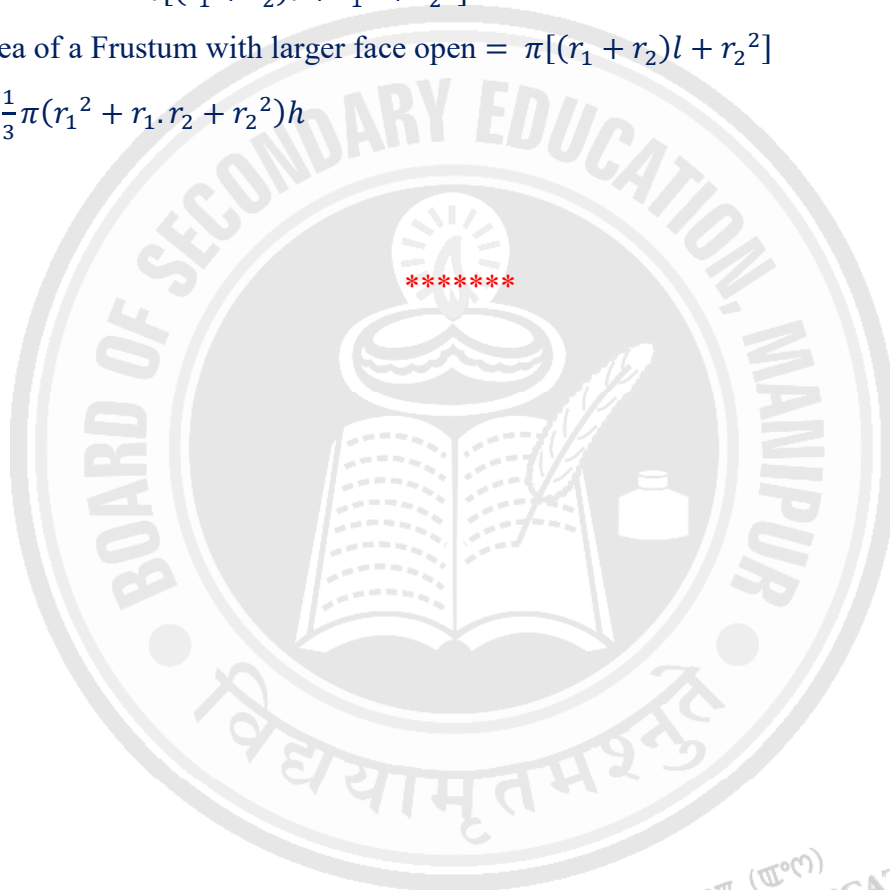 ea of a Frustum with larger face open = π[(r₁ + r₂)l + r₂²]
⅓π(r₁² + r₁.r₂ + r₂²)h
*******
BOARD OF SECONDARY EDUCATION, MANIPUR
विद्ययामृतमश्नुते